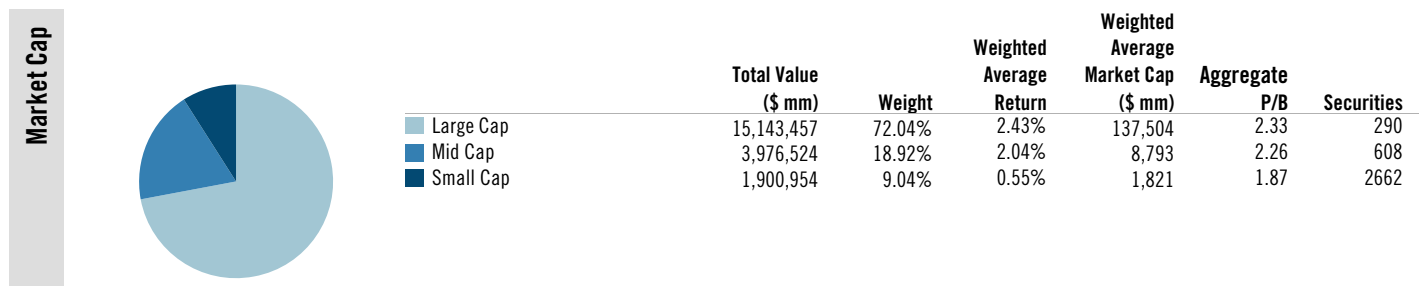 Market Cap
Weighted
Weighted Average
Total Value Average Market Cap Aggregate
($ mm) Weight Return ($ mm) P/B Securities
Large Cap 15,143,457 72.04% 2.43% 137,504 2.33 290
Mid Cap 3,976,524 18.92% 2.04% 8,793 2.26 608
Small Cap 1,900,954 9.04% 0.55% 1,821 1.87 2662